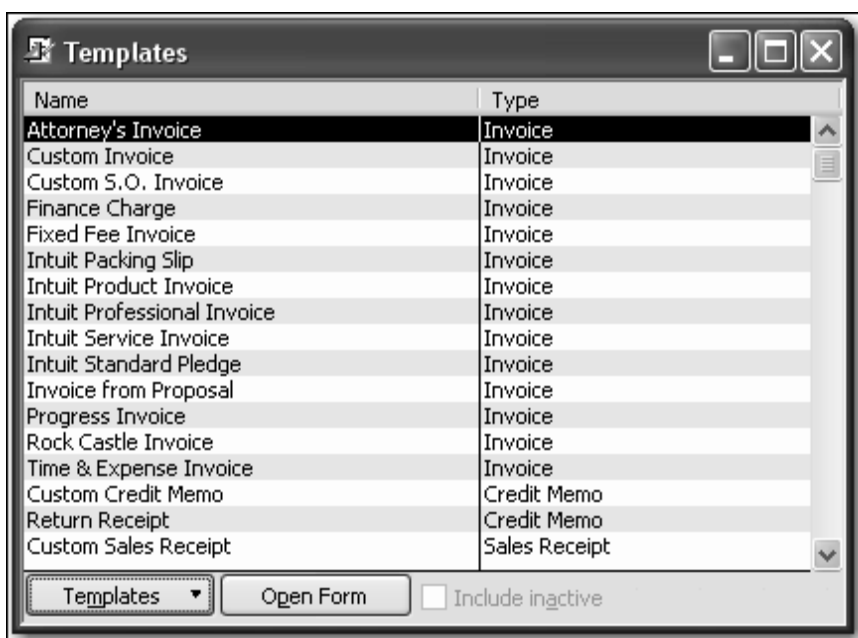 Templates
Name Type
Attorney's Invoice Invoice
Custom Invoice Invoice
Custom S.O. Invoice Invoice
Finance Charge Invoice
Fixed Fee Invoice Invoice
Intuit Packing Slip Invoice
Intuit Product Invoice Invoice
Intuit Professional Invoice Invoice
Intuit Service Invoice Invoice
Intuit Standard Pledge Invoice
Invoice from Proposal Invoice
Progress Invoice Invoice
Rock Castle Invoice Invoice
Time & Expense Invoice Invoice
Custom Credit Memo Credit Memo
Return Receipt Credit Memo
Custom Sales Receipt Sales Receipt
Templates Open Form Include inactive